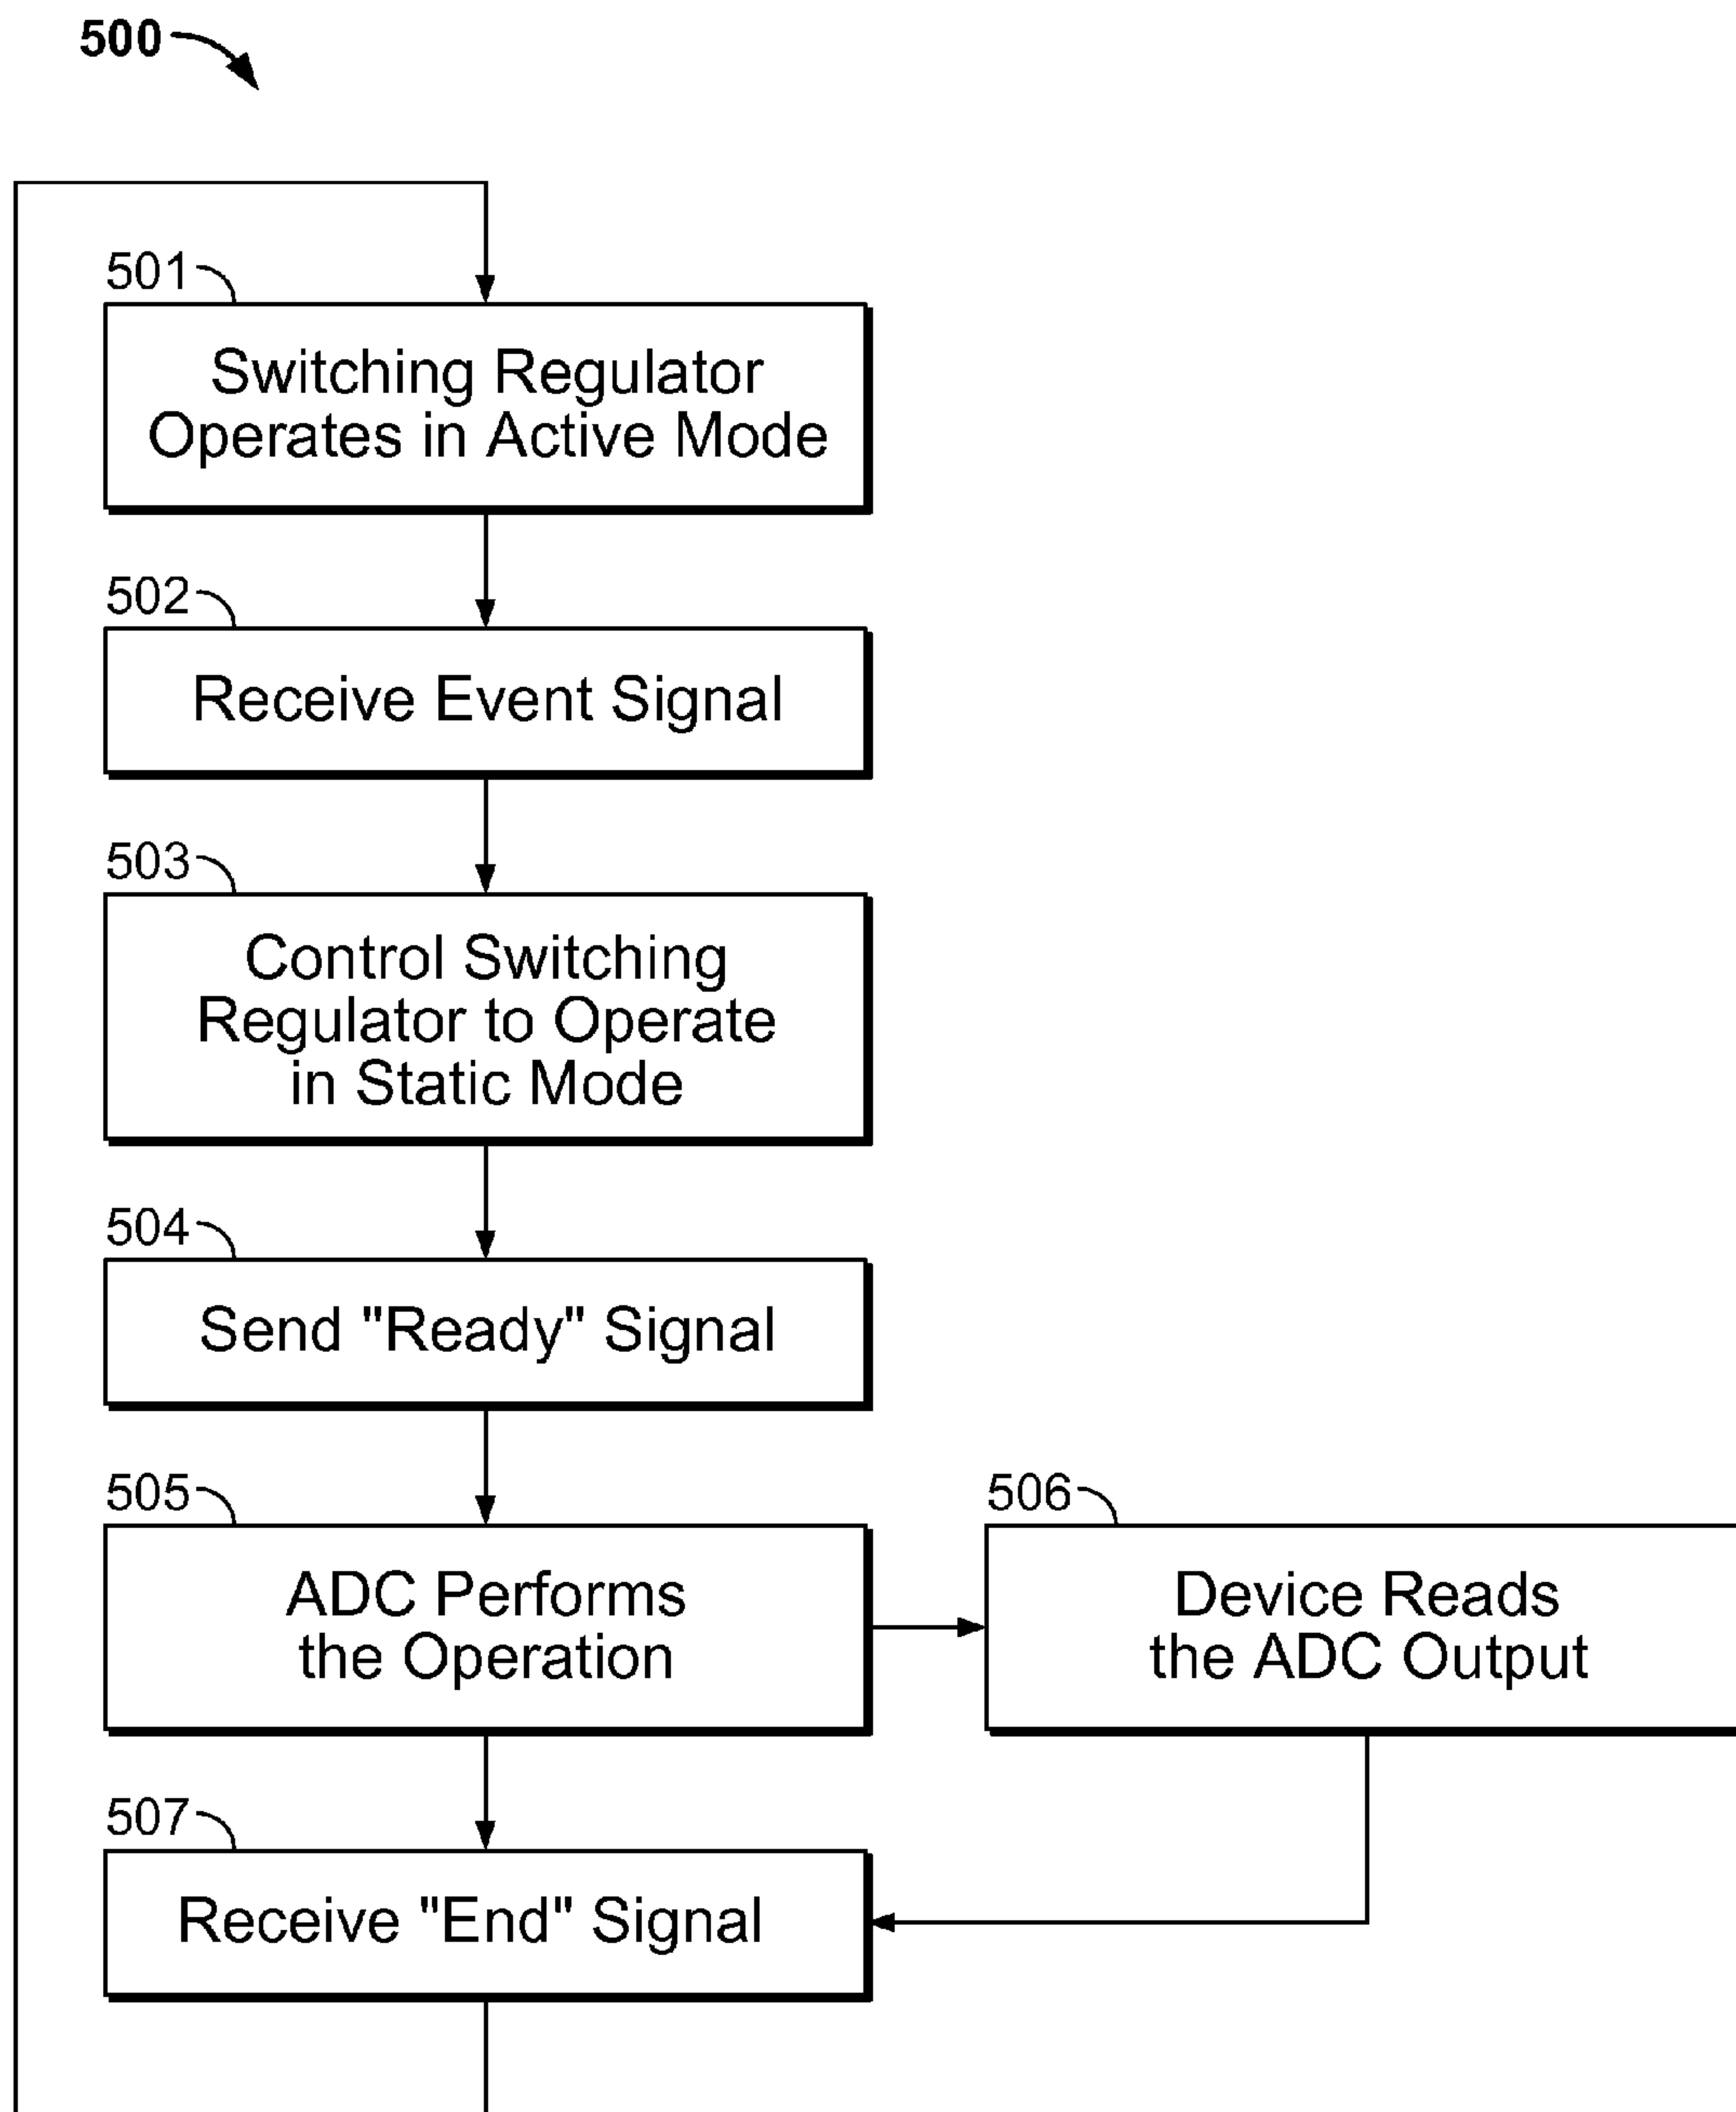 500
501
Switching Regulator
Operates in Active Mode
502
Receive Event Signal
503
Control Switching
Regulator to Operate
in Static Mode
504
Send "Ready" Signal
505
ADC Performs
the Operation
506
Device Reads
the ADC Output
507
Receive "End" Signal